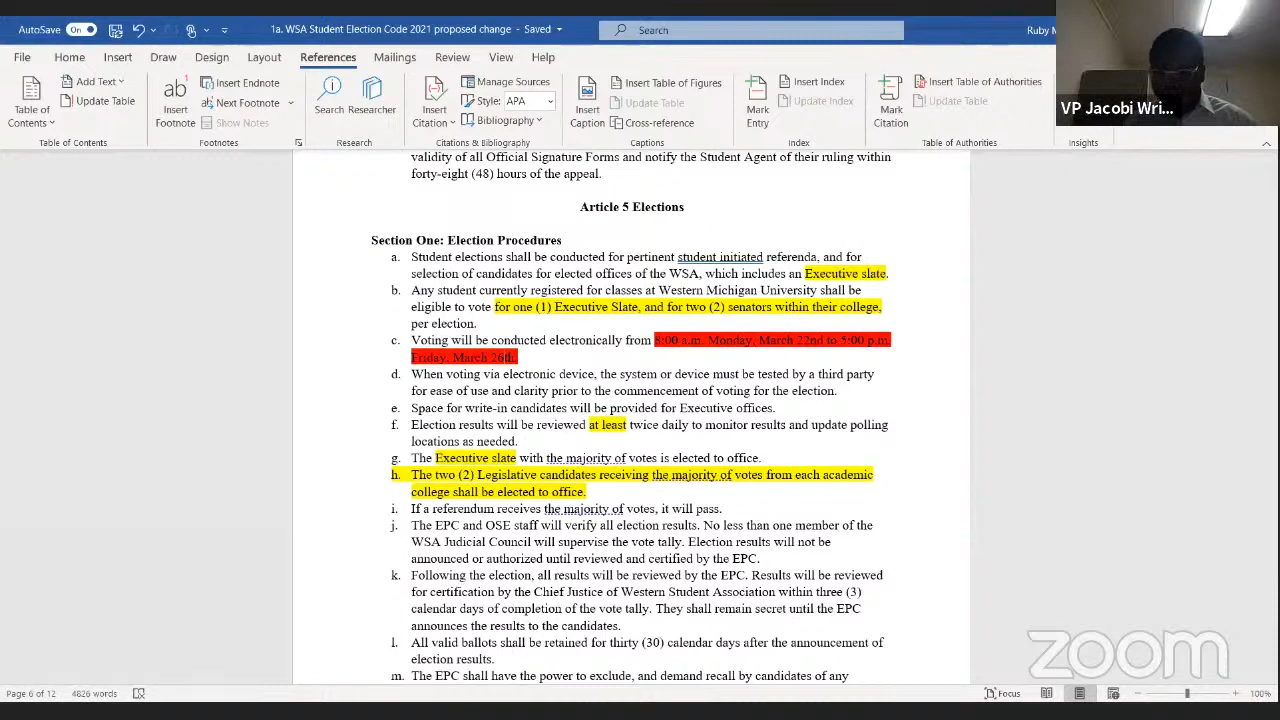 AutoSave On 1a. WSA Student Election Code 2021 proposed change - Saved Search Ruby M
File Home Insert Draw Design Layout References Mailings Review View Help
VP Jacobi Wri...
Table of Contents Add Text Update Table Table of Contents
Insert Footnote Insert Endnote Next Footnote Show Notes Footnotes
Search Researcher Research
Insert Citation Manage Sources Style: APA Bibliography Citations & Bibliography
Insert Caption Insert Table of Figures Update Table Cross-reference Captions
Mark Entry Insert Index Update Index Index
Mark Citation Insert Table of Authorities Update Table Table of Authorities
Insights
validity of all Official Signature Forms and notify the Student Agent of their ruling within
forty-eight (48) hours of the appeal.
Article 5 Elections
Section One: Election Procedures
a. Student elections shall be conducted for pertinent student initiated referenda, and for
selection of candidates for elected offices of the WSA, which includes an Executive slate.
b. Any student currently registered for classes at Western Michigan University shall be
eligible to vote for one (1) Executive Slate, and for two (2) senators within their college,
per election.
c. Voting will be conducted electronically from 8:00 a.m. Monday, March 22nd to 5:00 p.m.
Friday, March 26th.
d. When voting via electronic device, the system or device must be tested by a third party
for ease of use and clarity prior to the commencement of voting for the election.
e. Space for write-in candidates will be provided for Executive offices.
f. Election results will be reviewed at least twice daily to monitor results and update polling
locations as needed.
g. The Executive slate with the majority of votes is elected to office.
h. The two (2) Legislative candidates receiving the majority of votes from each academic
college shall be elected to office.
i. If a referendum receives the majority of votes, it will pass.
j. The EPC and OSE staff will verify all election results. No less than one member of the
WSA Judicial Council will supervise the vote tally. Election results will not be
announced or authorized until reviewed and certified by the EPC.
k. Following the election, all results will be reviewed by the EPC. Results will be reviewed
for certification by the Chief Justice of Western Student Association within three (3)
calendar days of completion of the vote tally. They shall remain secret until the EPC
announces the results to the candidates.
l. All valid ballots shall be retained for thirty (30) calendar days after the announcement of
election results.
m. The EPC shall have the power to exclude, and demand recall by candidates of any
zoom
Page 6 of 12 4826 words Focus 100%